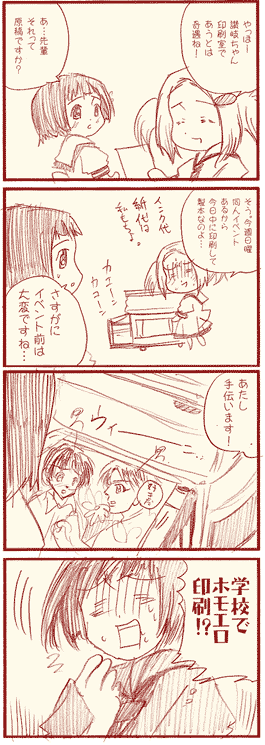 やっほー
讃岐ちゃん
印刷室で
あうとは
奇遇ね!
あ…先輩
それって
原稿ですか?
そう、今週日曜
同人イベント
あるから
今日中に印刷して
製本なのよ…
インク代
紙代は
私もち。
カコーン
カコーン
さすがに
イベント前は
大変ですね…
あたし
手伝います!
ウィーーン
学校で
ホモエロ
印刷!?